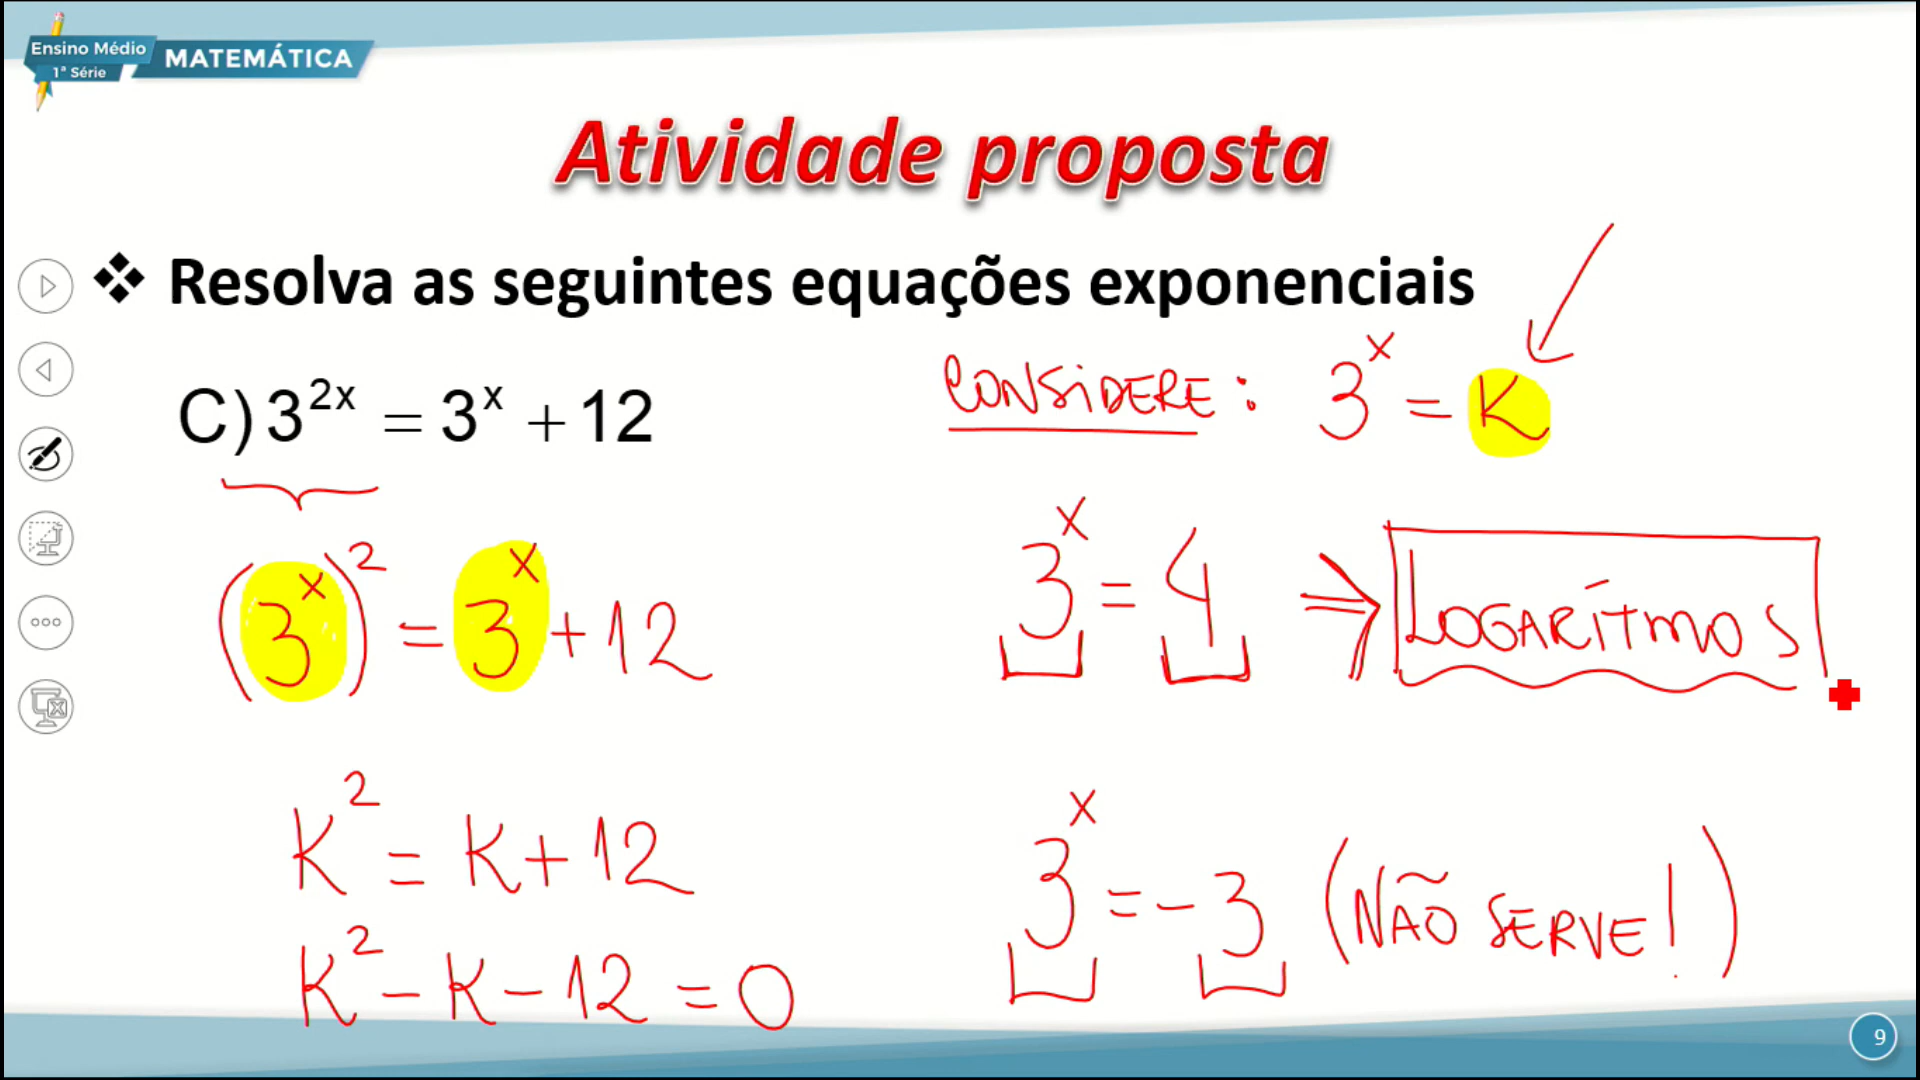 Ensino Médio
1ª Série
MATEMÁTICA
Atividade proposta
❖ Resolva as seguintes equações exponenciais
C) 3^{2x} = 3^x + 12
CONSIDERE: 3^x = K
(3^x)^2 = 3^x + 12
3^x = 4 ⇒ LOGARÍTMOS
K^2 = K + 12
3^x = -3 (NÃO SERVE!)
K^2 - K - 12 = 0
9